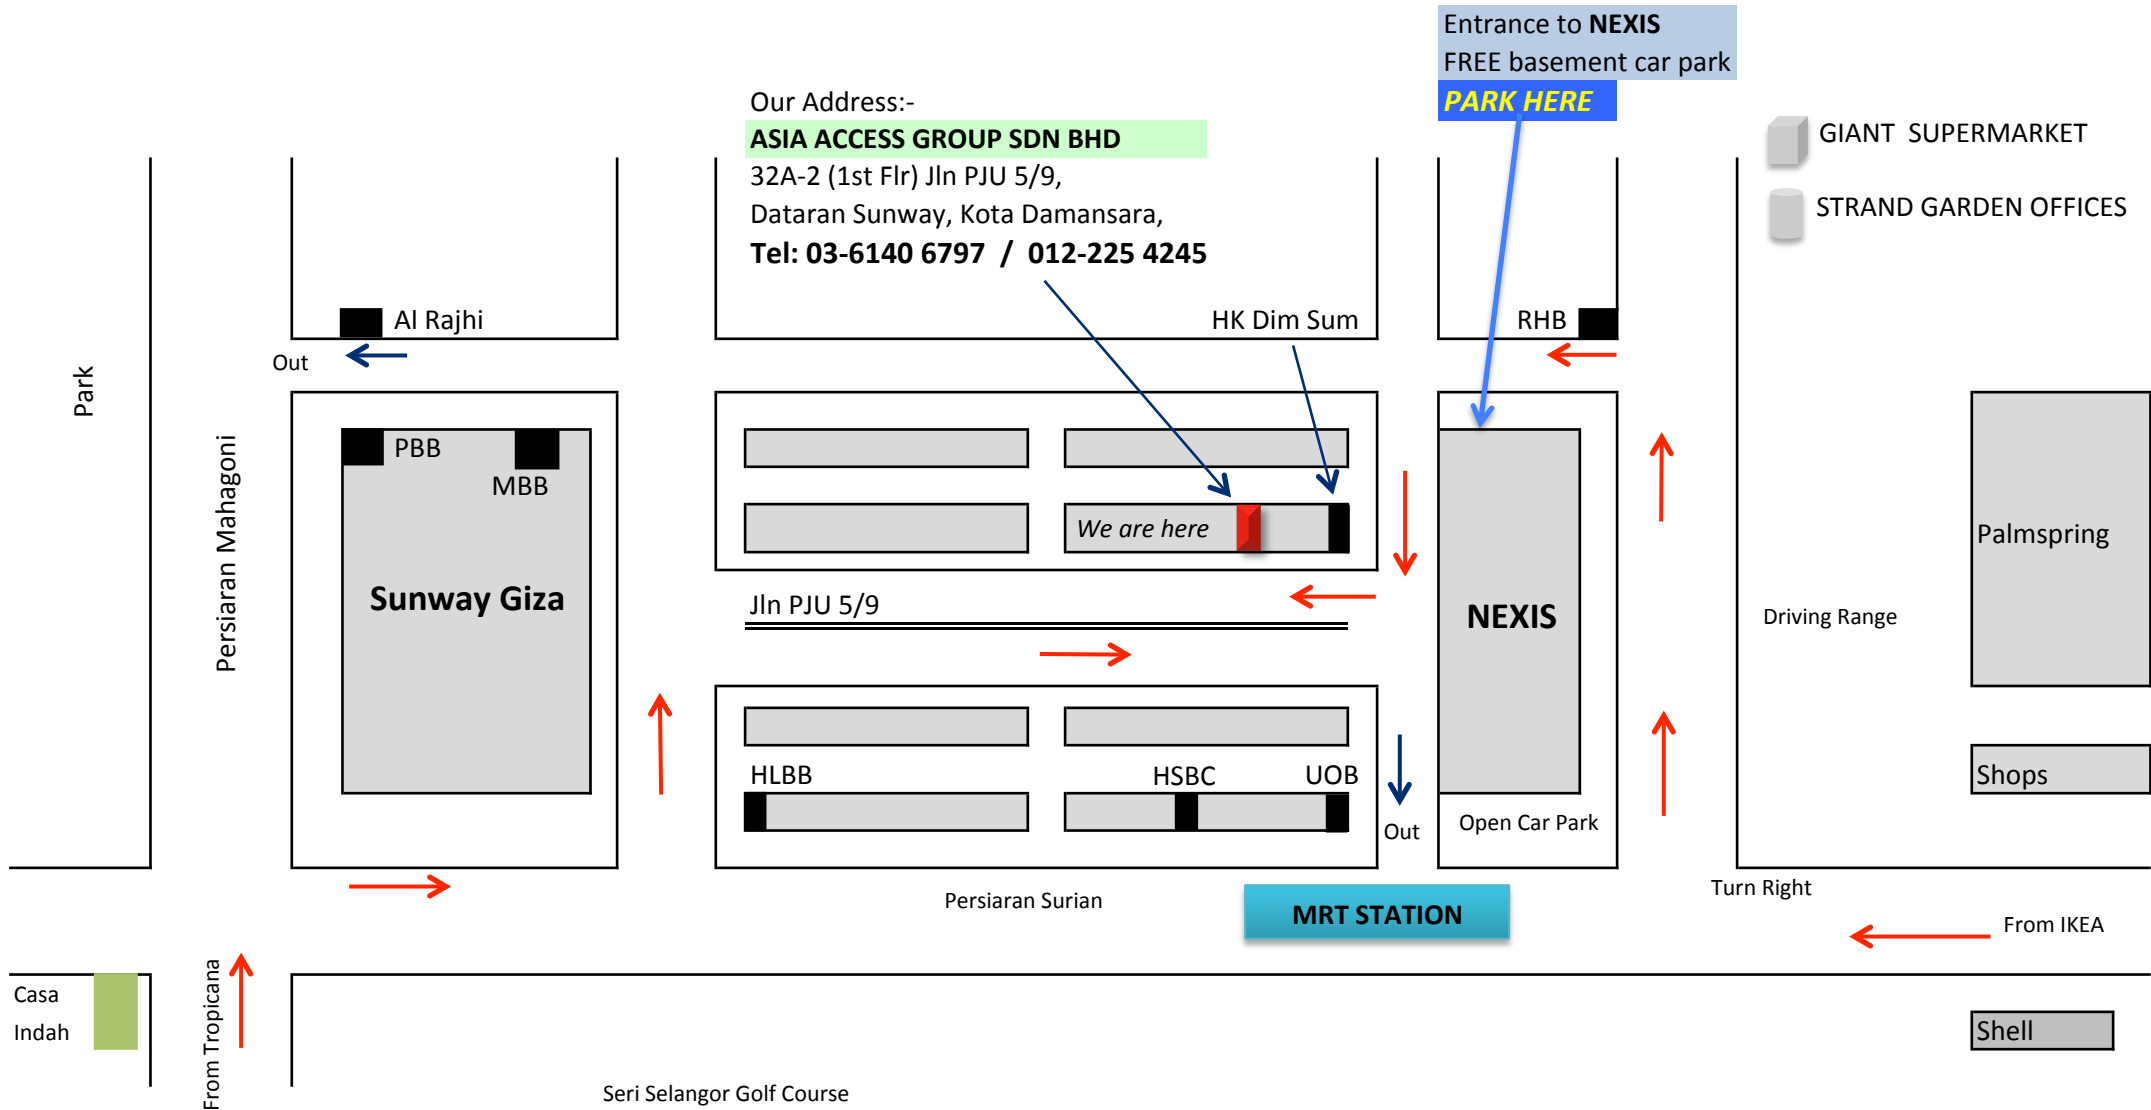 Entrance to NEXIS
FREE basement car park
PARK HERE
Our Address:-
ASIA ACCESS GROUP SDN BHD
32A-2 (1st Flr) Jln PJU 5/9,
Dataran Sunway, Kota Damansara,
Tel: 03-6140 6797 / 012-225 4245
GIANT SUPERMARKET
STRAND GARDEN OFFICES
Al Rajhi
HK Dim Sum
RHB
Out
Park
Persiaran Mahagoni
PBB
MBB
Sunway Giza
We are here
Jln PJU 5/9
NEXIS
Driving Range
Palmspring
Shops
HLBB
HSBC
UOB
Out
Open Car Park
Persiaran Surian
MRT STATION
Turn Right
From IKEA
Casa
Indah
From Tropicana
Shell
Seri Selangor Golf Course